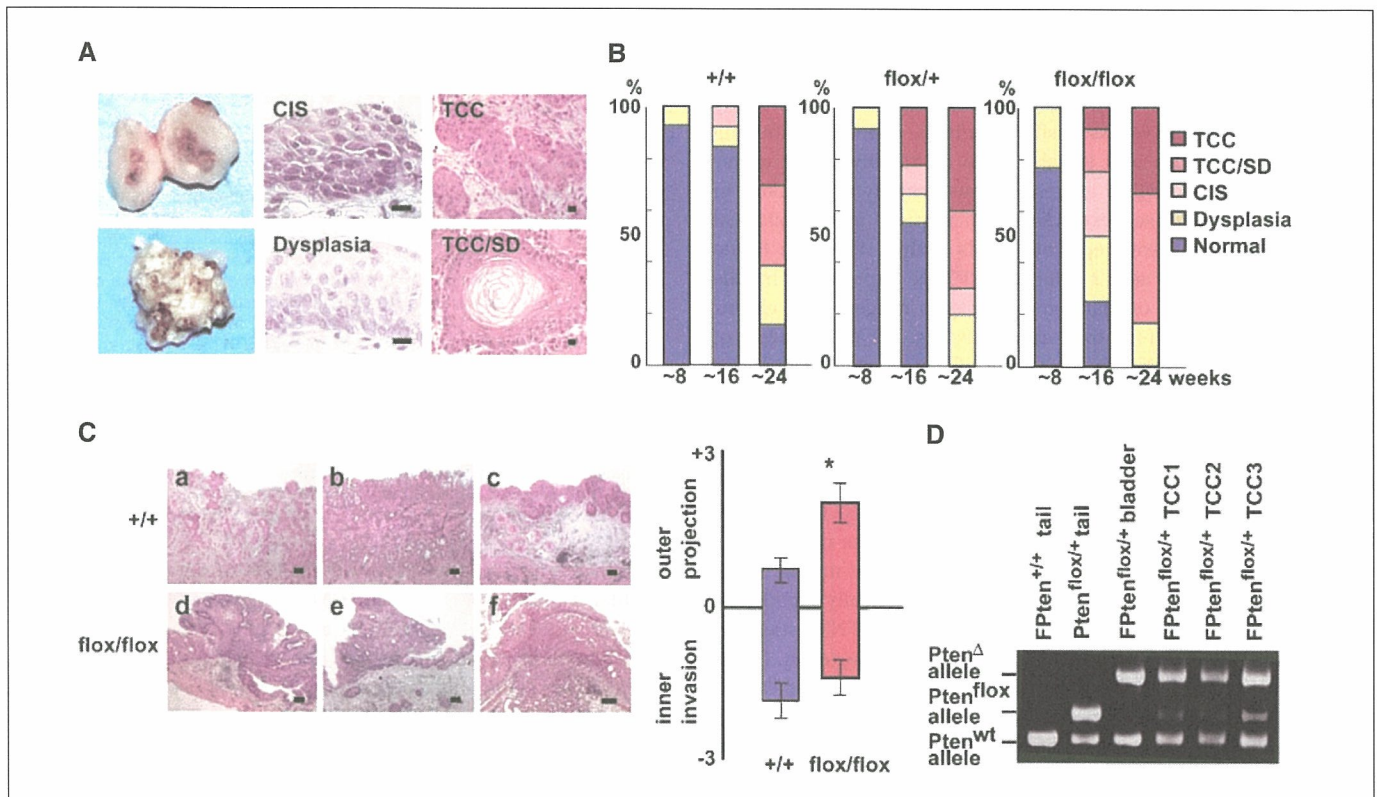 A
CIS
TCC
Dysplasia
TCC/SD
B
+/+
flox/+
flox/flox
%
%
%
100
100
100
50
50
50
0
0
0
~8 ~16 ~24
~8 ~16 ~24
~8 ~16 ~24 weeks
TCC
TCC/SD
CIS
Dysplasia
Normal
C
+/+
a
b
c
flox/flox
d
e
f
+3
0
-3
outer
projection
inner
invasion
*
+/+ flox/flox
D
FPten+/+ tail
Ptenflox/+ tail
FPtenflox/+ bladder
FPtenflox/+ TCC1
FPtenflox/+ TCC2
FPtenflox/+ TCC3
PtenΔ
allele
Ptenflox
allele
Ptenwt
allele